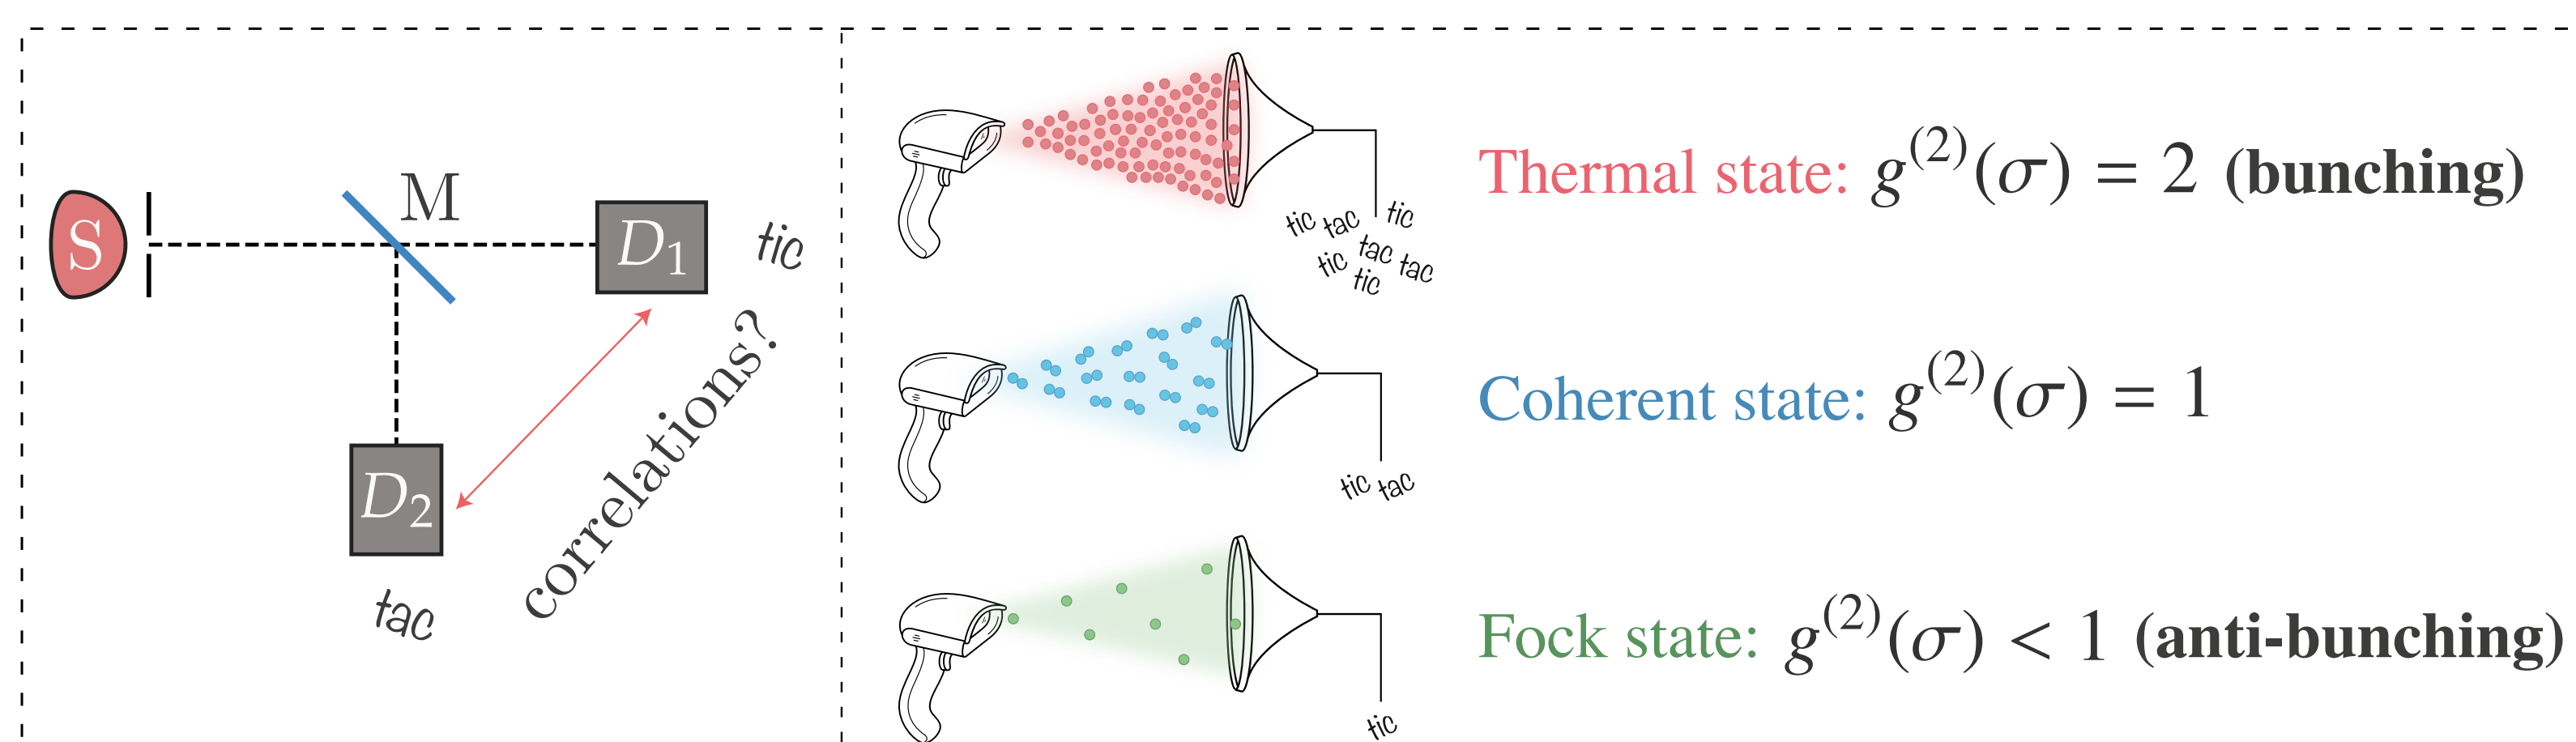 S
M
D₁
tic
correlations?
D₂
tac
tic tac tic
tac tac
tic tic
Thermal state: g⁽²⁾(σ) = 2 (bunching)
tic tac
Coherent state: g⁽²⁾(σ) = 1
tic
Fock state: g⁽²⁾(σ) < 1 (anti-bunching)